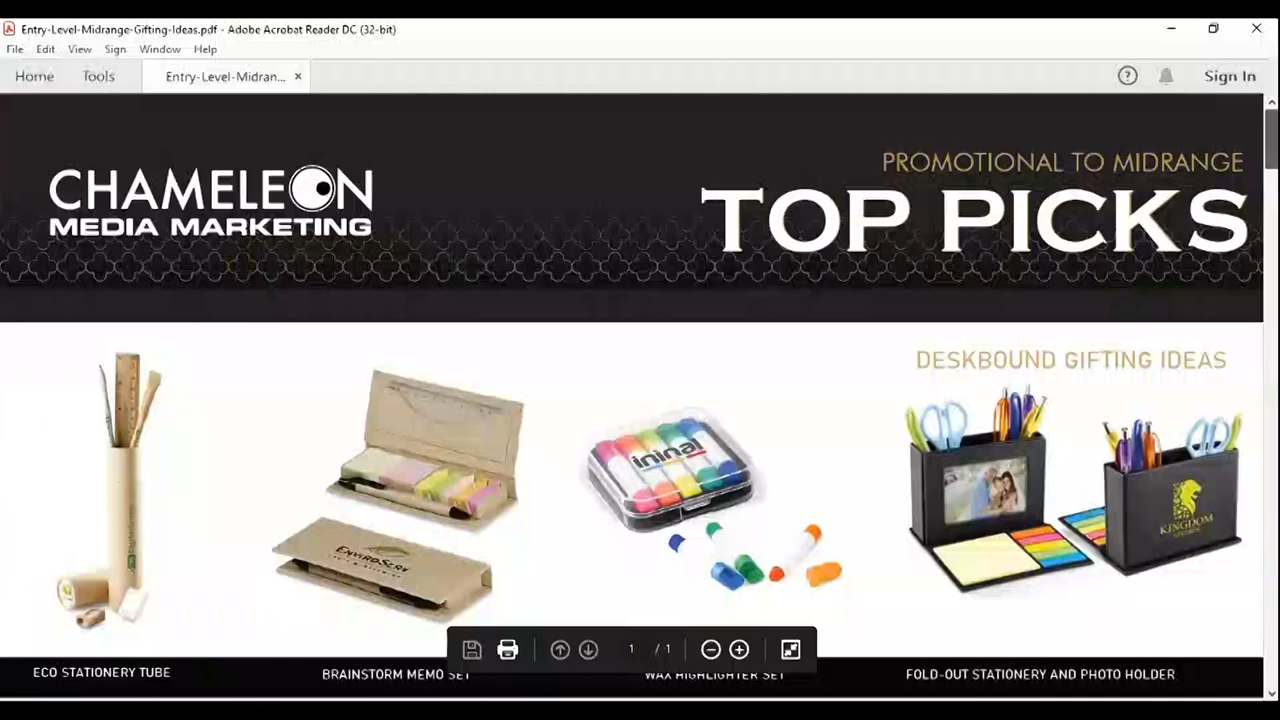 Entry-Level-Midrange-Gifting-Ideas.pdf - Adobe Acrobat Reader DC (32-bit)
File Edit View Sign Window Help
Home Tools Entry-Level-Midran... × Sign In
CHAMELEON
MEDIA MARKETING
PROMOTIONAL TO MIDRANGE
TOP PICKS
DESKBOUND GIFTING IDEAS
ininal
ENVIROSERV
KINGDOM
1 / 1
ECO STATIONERY TUBE
BRAINSTORM MEMO SET
WAX HIGHLIGHTER SET
FOLD-OUT STATIONERY AND PHOTO HOLDER